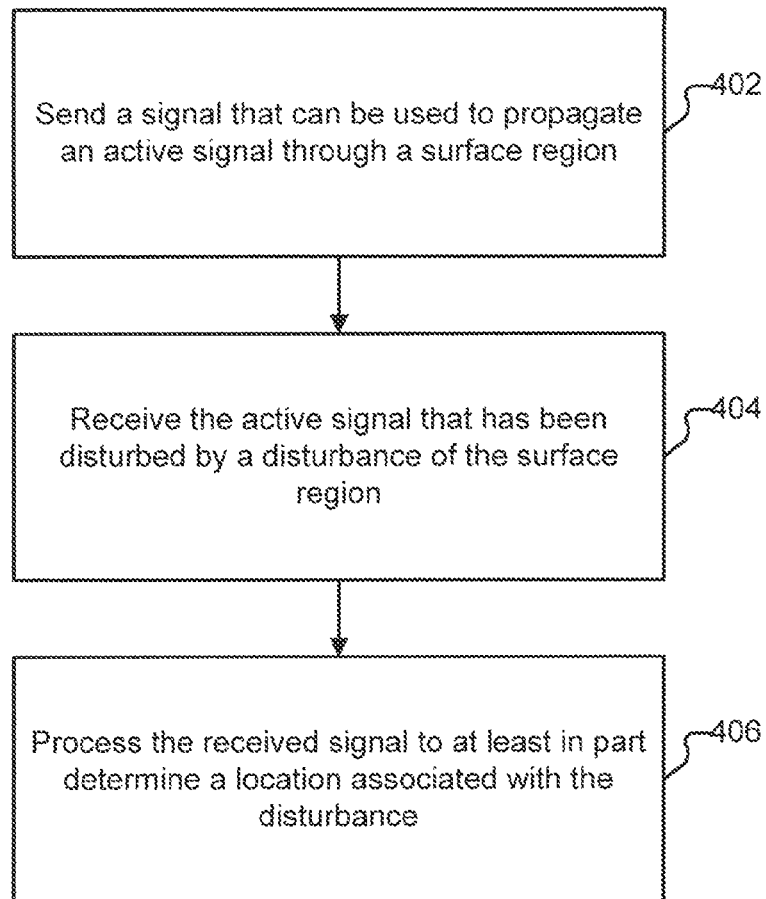 Send a signal that can be used to propagate
an active signal through a surface region
402
Receive the active signal that has been
disturbed by a disturbance of the surface
region
404
Process the received signal to at least in part
determine a location associated with the
disturbance
406